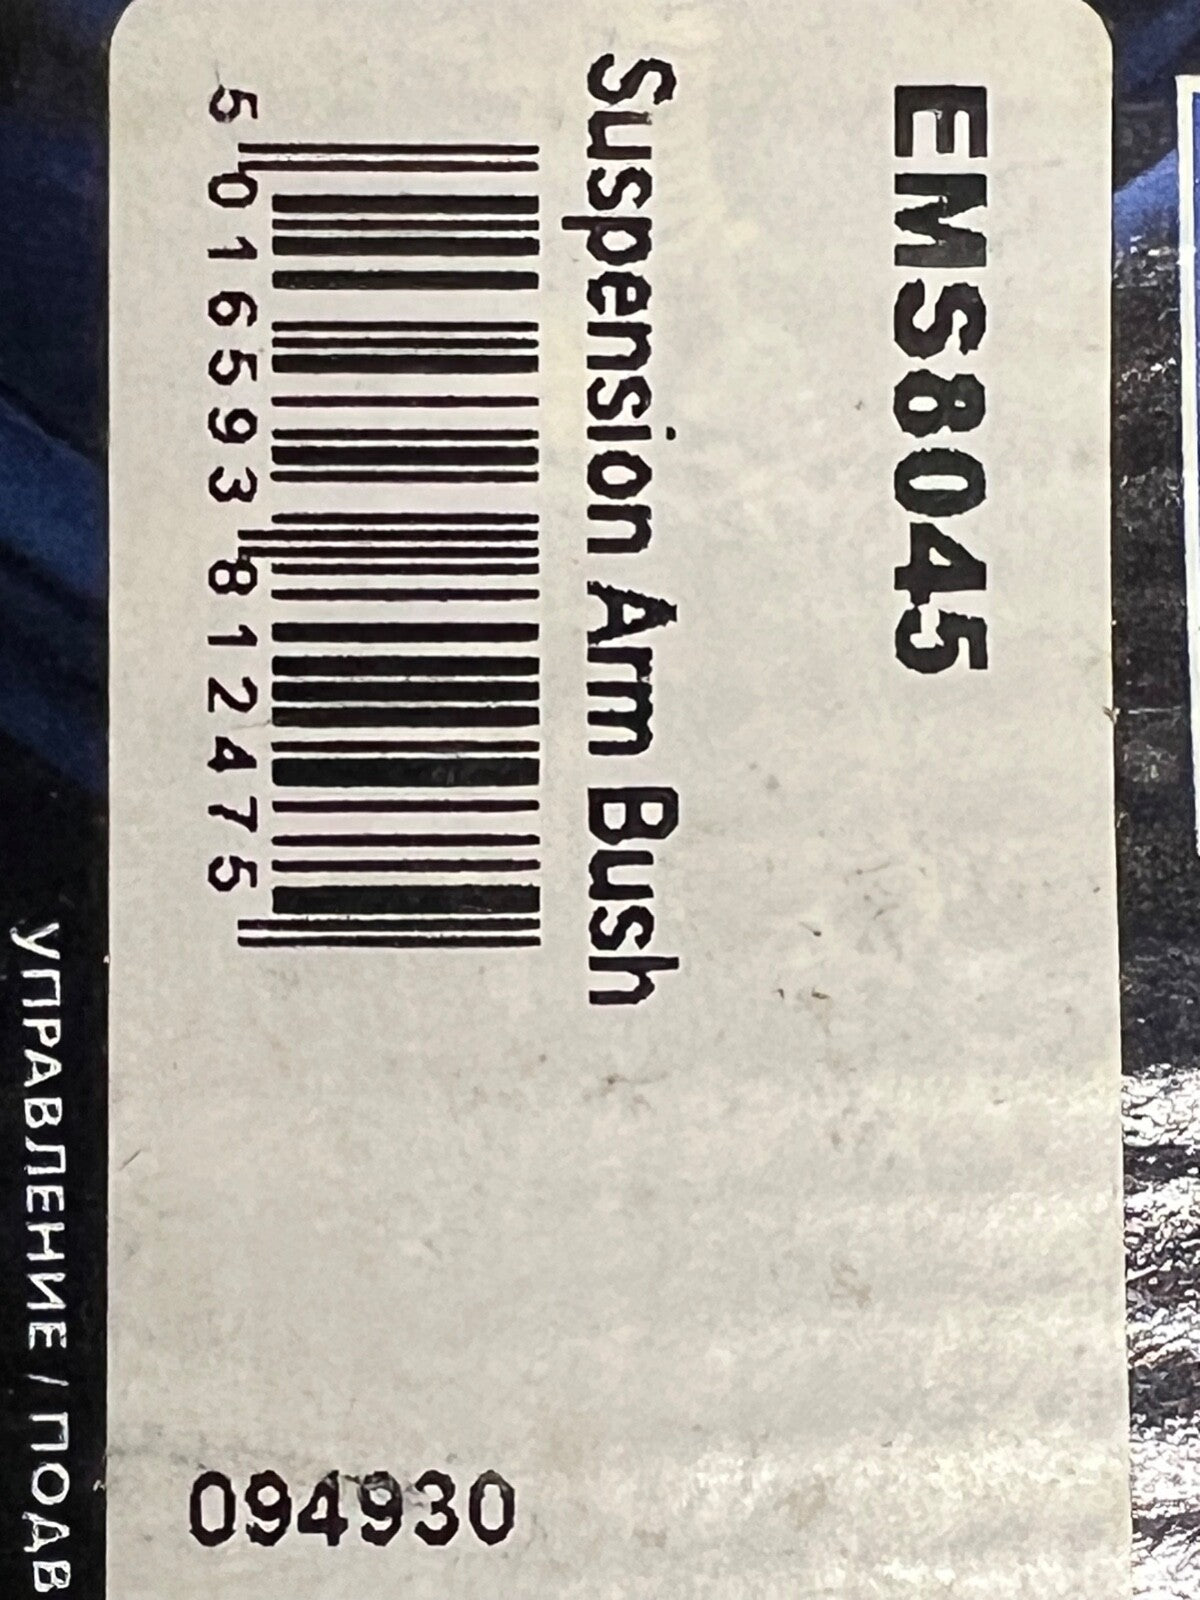 EMS8045
Suspension Arm Bush
5 016593 812475
094930
УПРАВЛЕНИЕ / ПОДВ